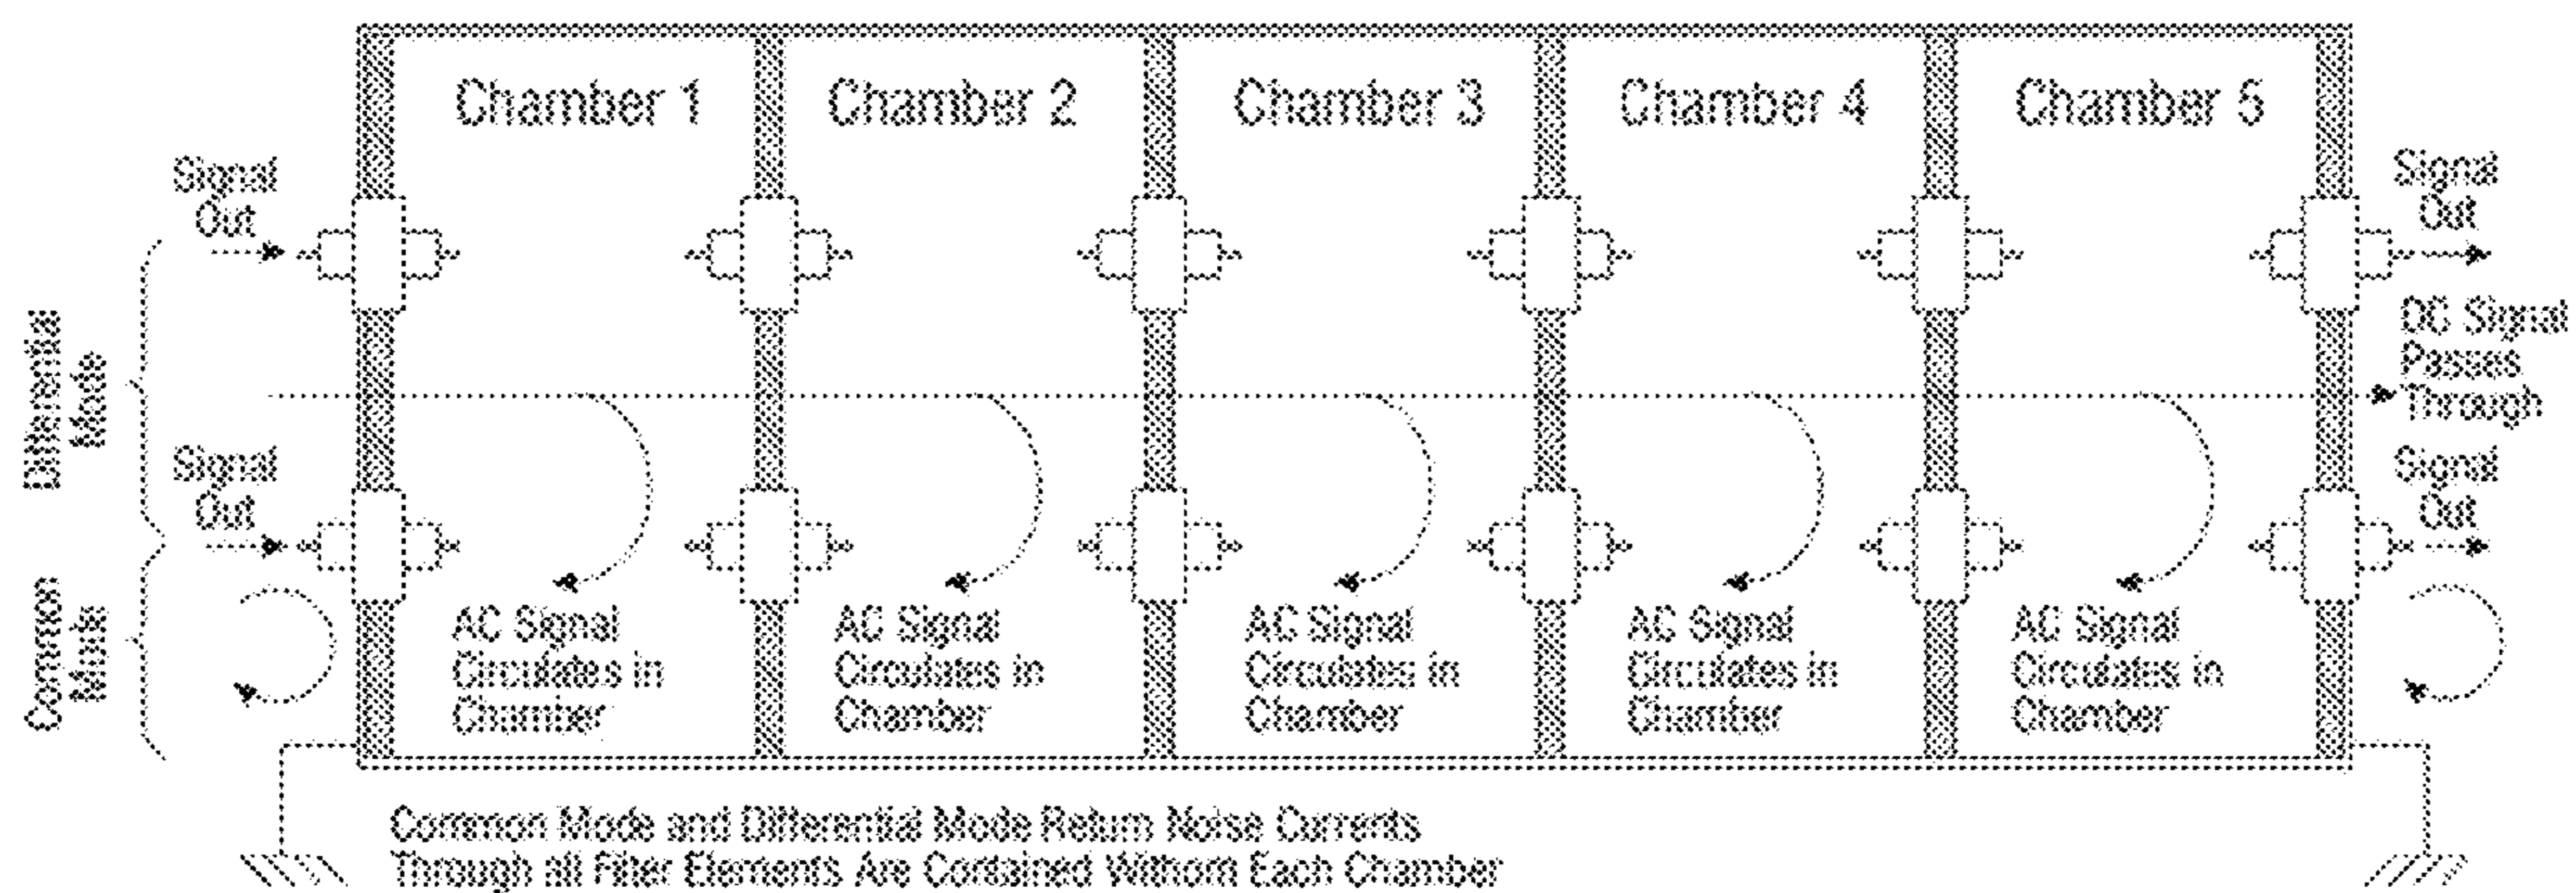 Chamber 1
Chamber 2
Chamber 3
Chamber 4
Chamber 5
Signal
Out
Signal
Out
Differential
Mode
DC Signal
Passes
Through
Signal
Out
Signal
Out
Common
Mode
AC Signal
Circulates in
Chamber
AC Signal
Circulates in
Chamber
AC Signal
Circulates in
Chamber
AC Signal
Circulates in
Chamber
AC Signal
Circulates in
Chamber
Common Mode and Differential Mode Return Noise Currents
Through all Filter Elements Are Contained Each Chamber